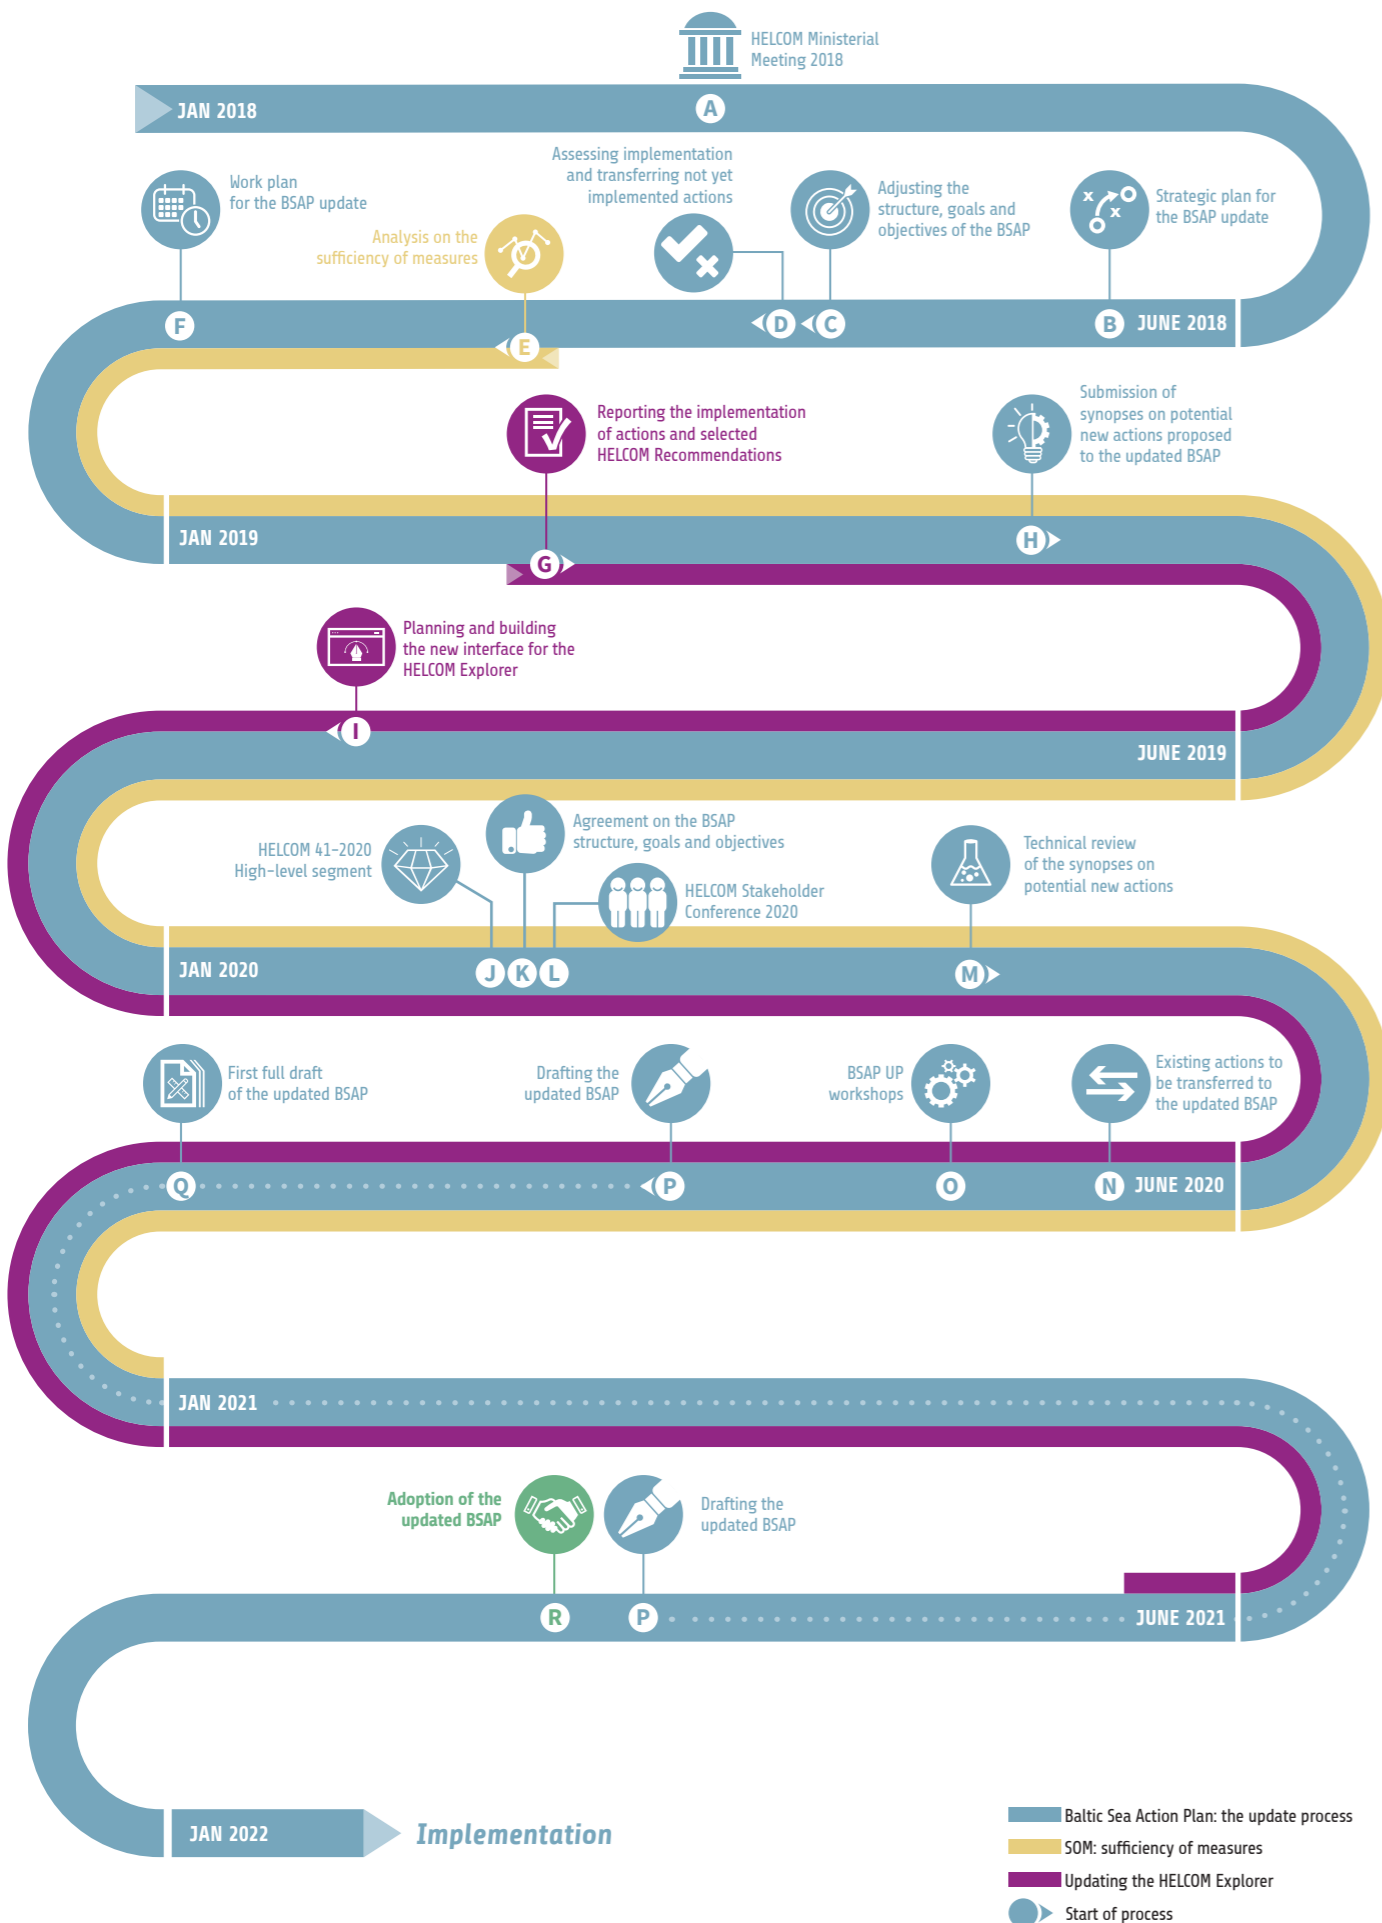 HELCOM Ministerial
Meeting 2018
JAN 2018
A
Work plan
for the BSAP update
Analysis on the
sufficiency of measures
Assessing implementation
and transferring not yet
implemented actions
Adjusting the
structure, goals and
objectives of the BSAP
Strategic plan for
the BSAP update
F
E
D
C
B
JUNE 2018
Reporting the implementation
of actions and selected
HELCOM Recommendations
Submission of
synopses on potential
new actions proposed
to the updated BSAP
JAN 2019
G
H
Planning and building
the new interface for the
HELCOM Explorer
I
JUNE 2019
HELCOM 41-2020
High-level segment
Agreement on the BSAP
structure, goals and objectives
HELCOM Stakeholder
Conference 2020
Technical review
of the synopses on
potential new actions
JAN 2020
J
K
L
M
First full draft
of the updated BSAP
Drafting the
updated BSAP
BSAP UP
workshops
Existing actions to
be transferred to
the updated BSAP
Q
P
O
N
JUNE 2020
JAN 2021
Adoption of the
updated BSAP
Drafting the
updated BSAP
R
P
JUNE 2021
JAN 2022
Implementation
Baltic Sea Action Plan: the update process
SOM: sufficiency of measures
Updating the HELCOM Explorer
Start of process